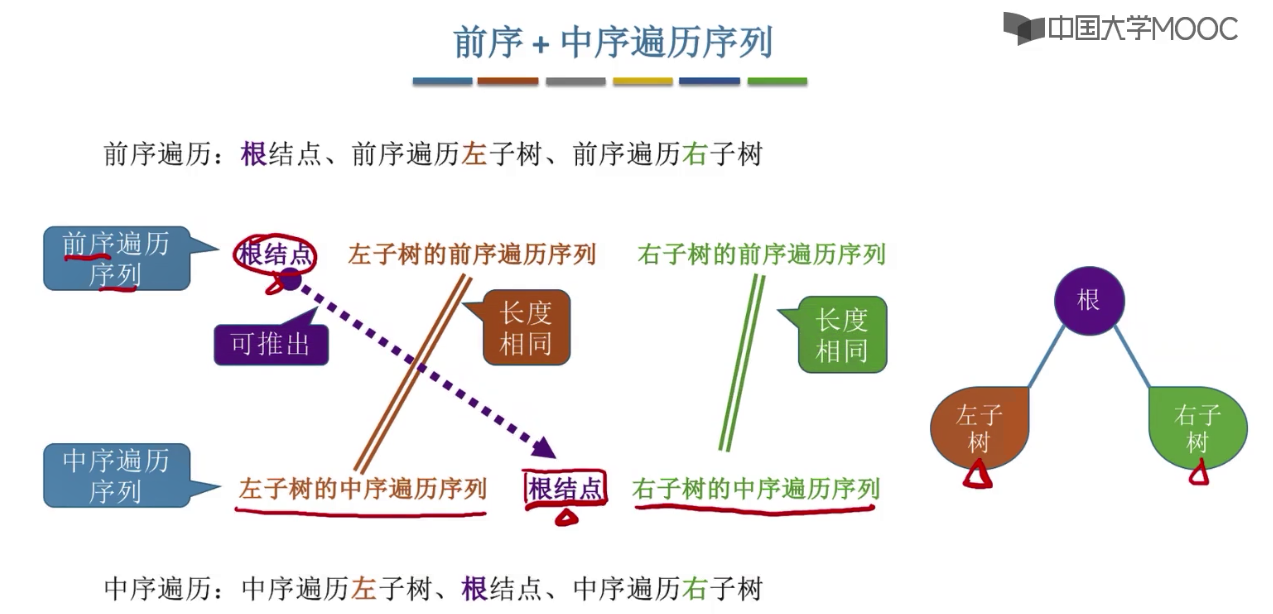 中国大学MOOC
前序 + 中序遍历序列
前序遍历：根结点、前序遍历左子树、前序遍历右子树
前序遍历
序列
根结点
左子树的前序遍历序列
右子树的前序遍历序列
可推出
长度
相同
长度
相同
根
左子
树
右子
树
中序遍历
序列
左子树的中序遍历序列
根结点
右子树的中序遍历序列
中序遍历：中序遍历左子树、根结点、中序遍历右子树